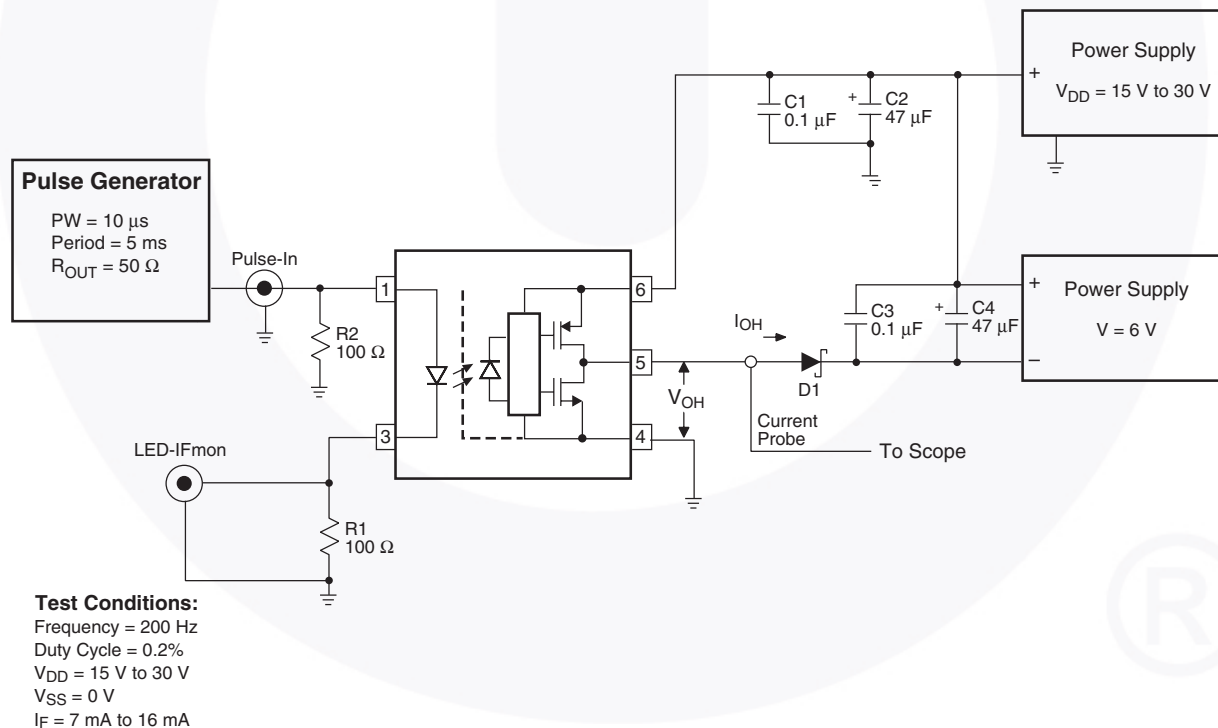 Power Supply
+
V_DD = 15 V to 30 V
C1
0.1 μF
+
C2
47 μF
Pulse Generator
PW = 10 μs
Period = 5 ms
R_OUT = 50 Ω
Pulse-In
1
6
R2
100 Ω
+
Power Supply
V = 6 V
–
C3
0.1 μF
+
C4
47 μF
I_OH
5
D1
V_OH
Current
Probe
To Scope
3
4
LED-IFmon
R1
100 Ω
Test Conditions:
Frequency = 200 Hz
Duty Cycle = 0.2%
V_DD = 15 V to 30 V
V_SS = 0 V
I_F = 7 mA to 16 mA
®